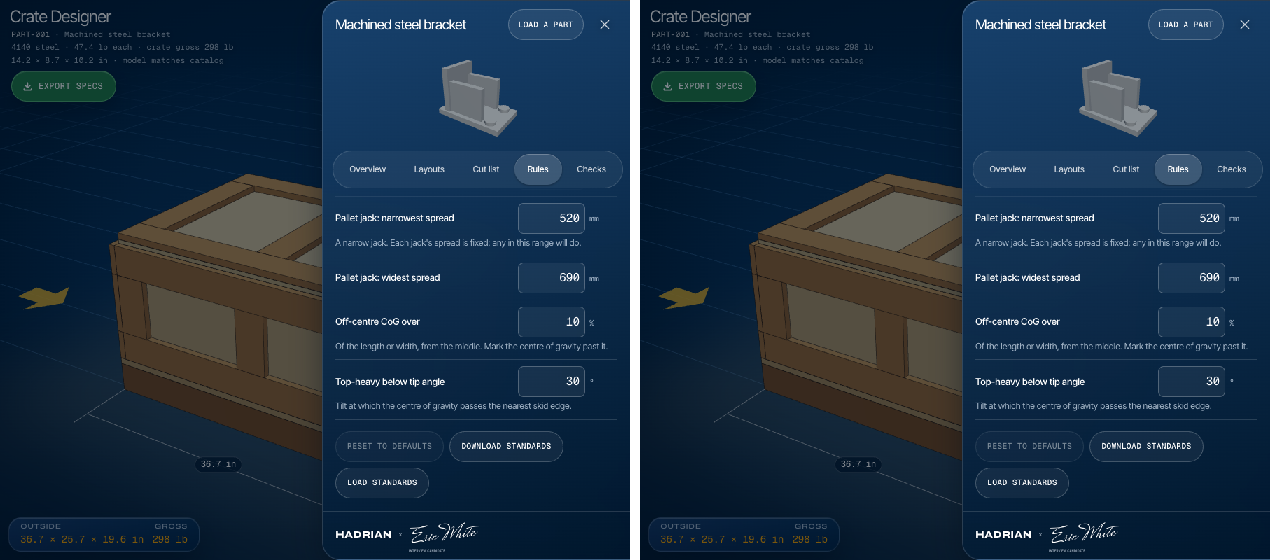 Crate Designer
PART-001 · Machined steel bracket
4140 steel · 47.4 lb each · crate gross 298 lb
14.2 × 8.7 × 10.2 in · model matches catalog
EXPORT SPECS
36.7 in
OUTSIDE GROSS
36.7 × 25.7 × 19.6 in 298 lb
Machined steel bracket
LOAD A PART
Overview Layouts Cut list Rules Checks
Pallet jack: narrowest spread 520 mm
A narrow jack. Each jack's spread is fixed; any in this range will do.
Pallet jack: widest spread 690 mm
Off-centre CoG over 10 %
Of the length or width, from the middle. Mark the centre of gravity past it.
Top-heavy below tip angle 30 °
Tilt at which the centre of gravity passes the nearest skid edge.
RESET TO DEFAULTS DOWNLOAD STANDARDS
LOAD STANDARDS
HADRIAN × Eric White
Crate Designer
PART-001 · Machined steel bracket
4140 steel · 47.4 lb each · crate gross 298 lb
14.2 × 8.7 × 10.2 in · model matches catalog
EXPORT SPECS
36.7 in
OUTSIDE GROSS
36.7 × 25.7 × 19.6 in 298 lb
Machined steel bracket
LOAD A PART
Overview Layouts Cut list Rules Checks
Pallet jack: narrowest spread 520 mm
A narrow jack. Each jack's spread is fixed; any in this range will do.
Pallet jack: widest spread 690 mm
Off-centre CoG over 10 %
Of the length or width, from the middle. Mark the centre of gravity past it.
Top-heavy below tip angle 30 °
Tilt at which the centre of gravity passes the nearest skid edge.
RESET TO DEFAULTS DOWNLOAD STANDARDS
LOAD STANDARDS
HADRIAN × Eric White